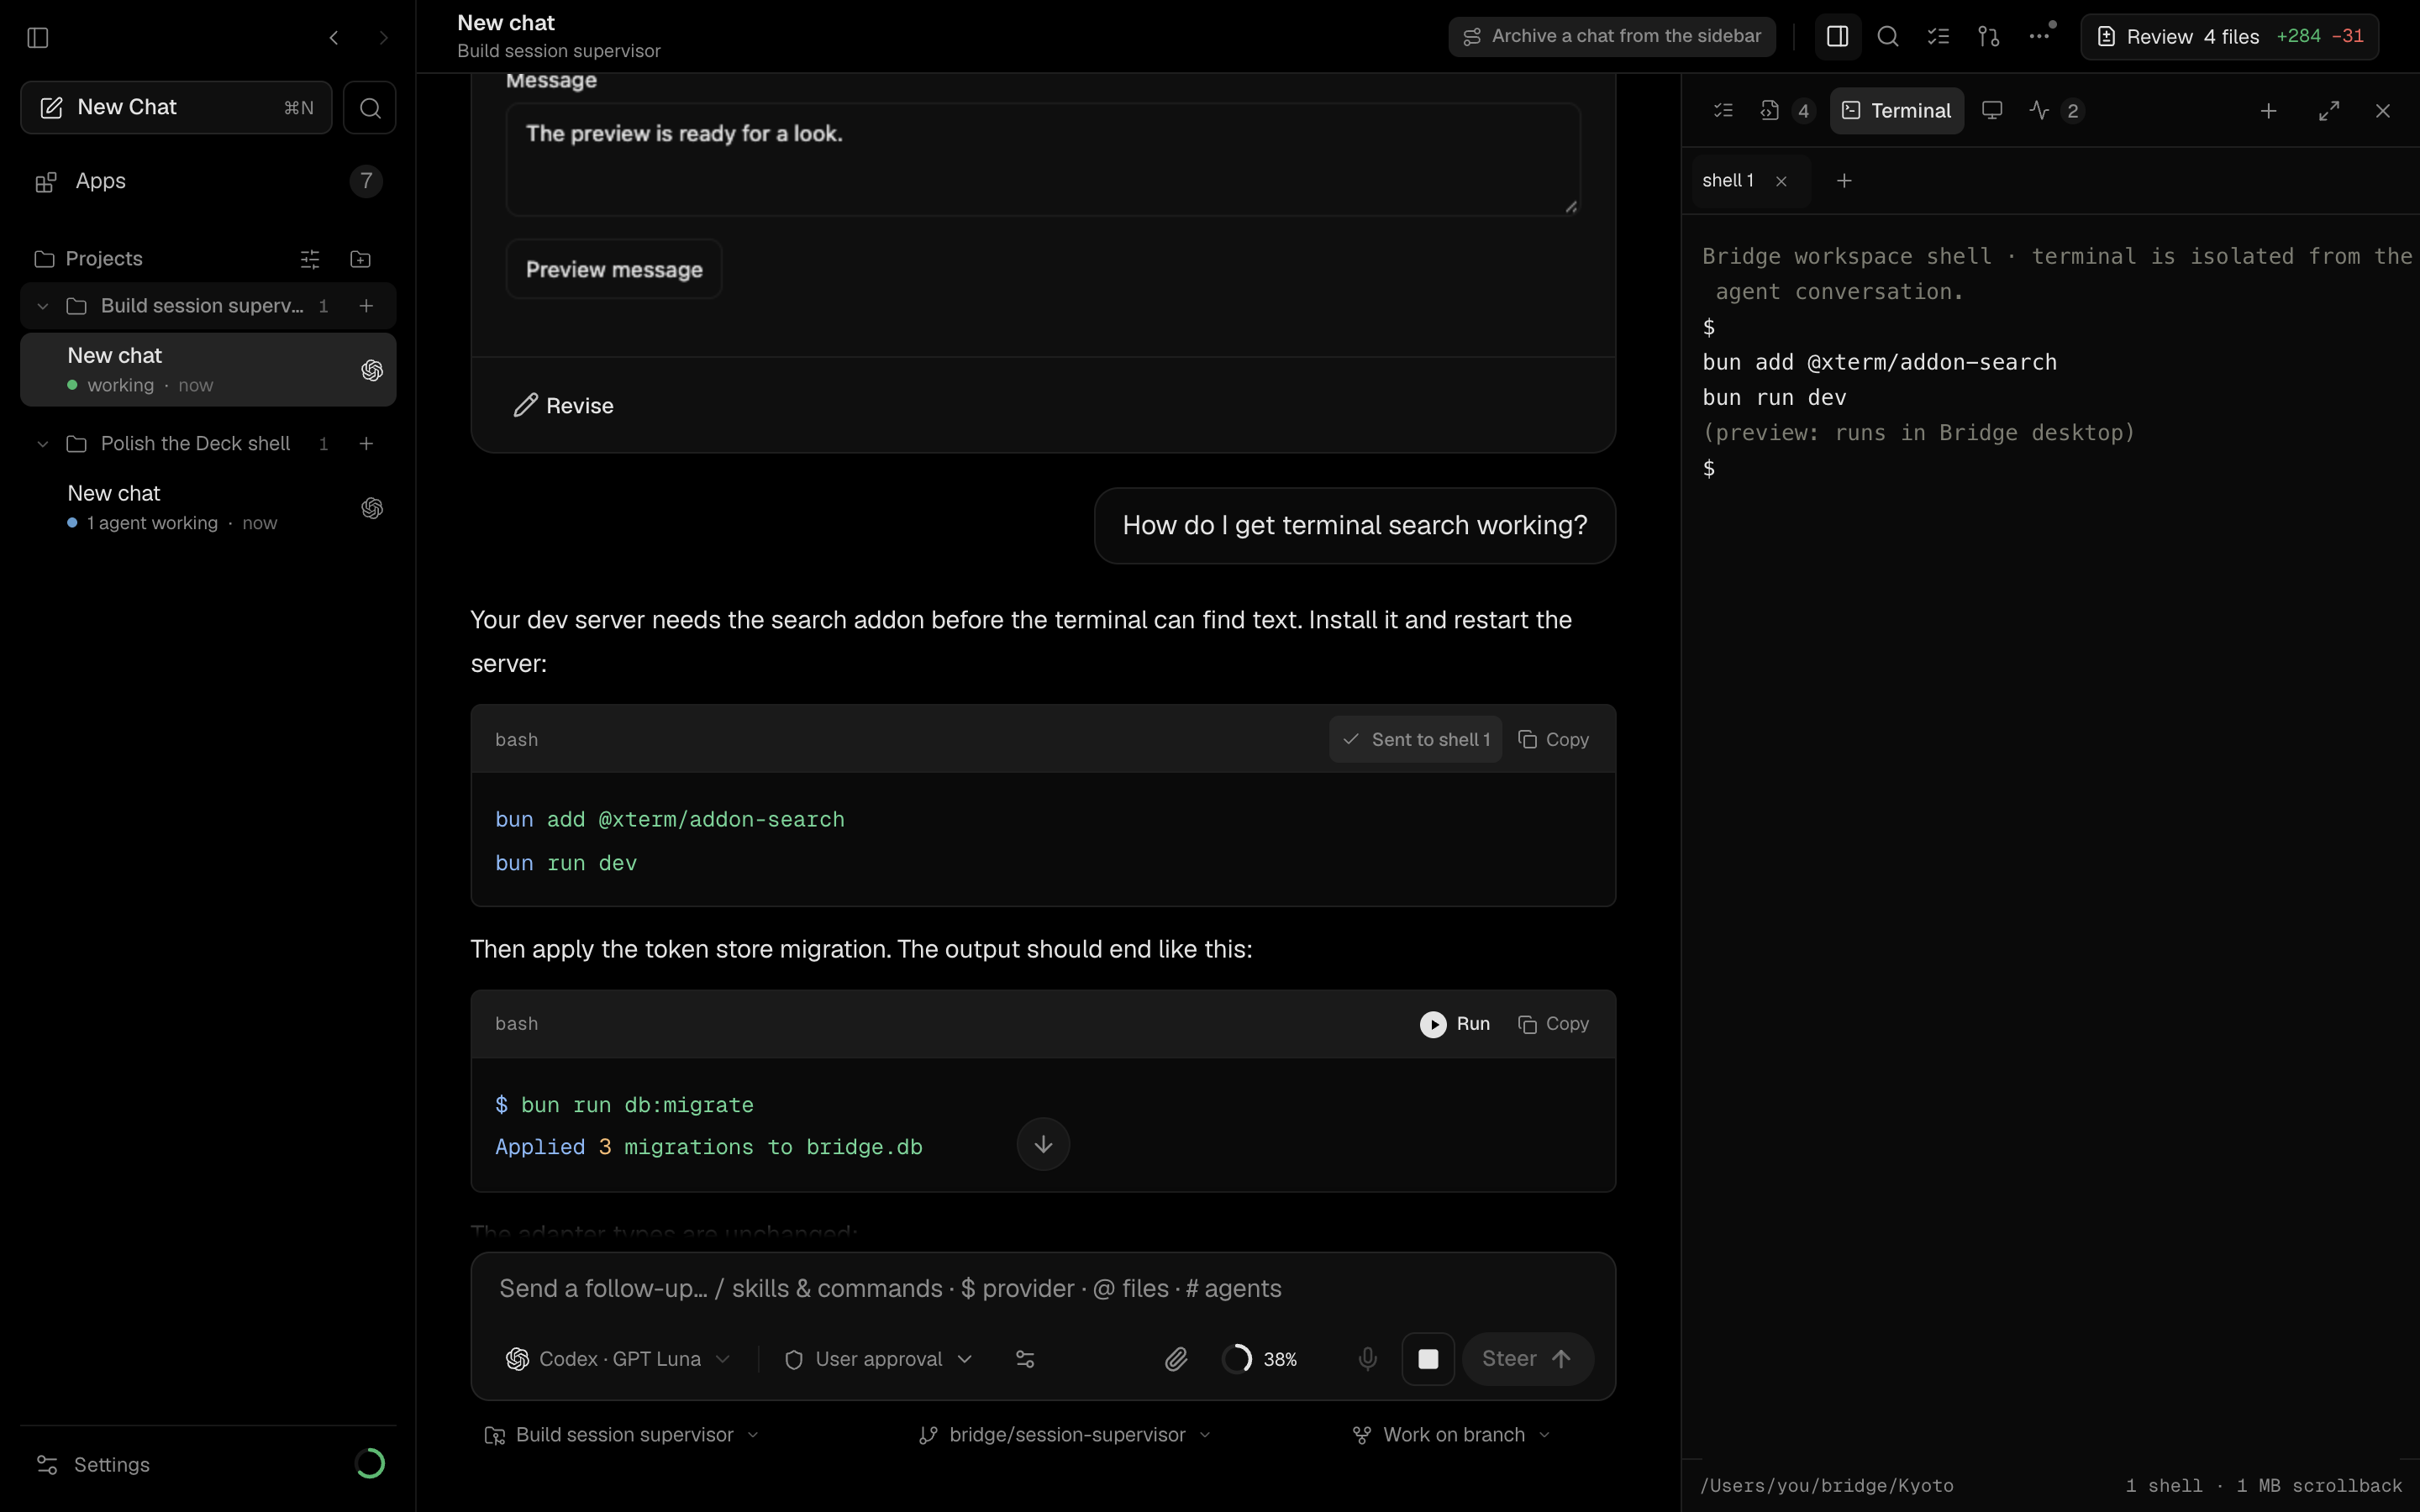 New Chat
⌘N
Apps
7
Projects
Build session superv...
1
New chat
working · now
Polish the Deck shell
1
New chat
1 agent working · now
Settings
New chat
Build session supervisor
Archive a chat from the sidebar
Review 4 files +284 −31
Message
The preview is ready for a look.
Preview message
Revise
How do I get terminal search working?
Your dev server needs the search addon before the terminal can find text. Install it and restart the
server:
bash
Sent to shell 1
Copy
bun add @xterm/addon-search
bun run dev
Then apply the token store migration. The output should end like this:
bash
Run
Copy
$ bun run db:migrate
Applied 3 migrations to bridge.db
The adapter types are unchanged:
Send a follow-up... / skills & commands · $ provider · @ files · # agents
Codex · GPT Luna
User approval
38%
Steer
Build session supervisor
bridge/session-supervisor
Work on branch
4
Terminal
2
shell 1
Bridge workspace shell · terminal is isolated from the
agent conversation.
$
bun add @xterm/addon-search
bun run dev
(preview: runs in Bridge desktop)
$
/Users/you/bridge/Kyoto
1 shell · 1 MB scrollback